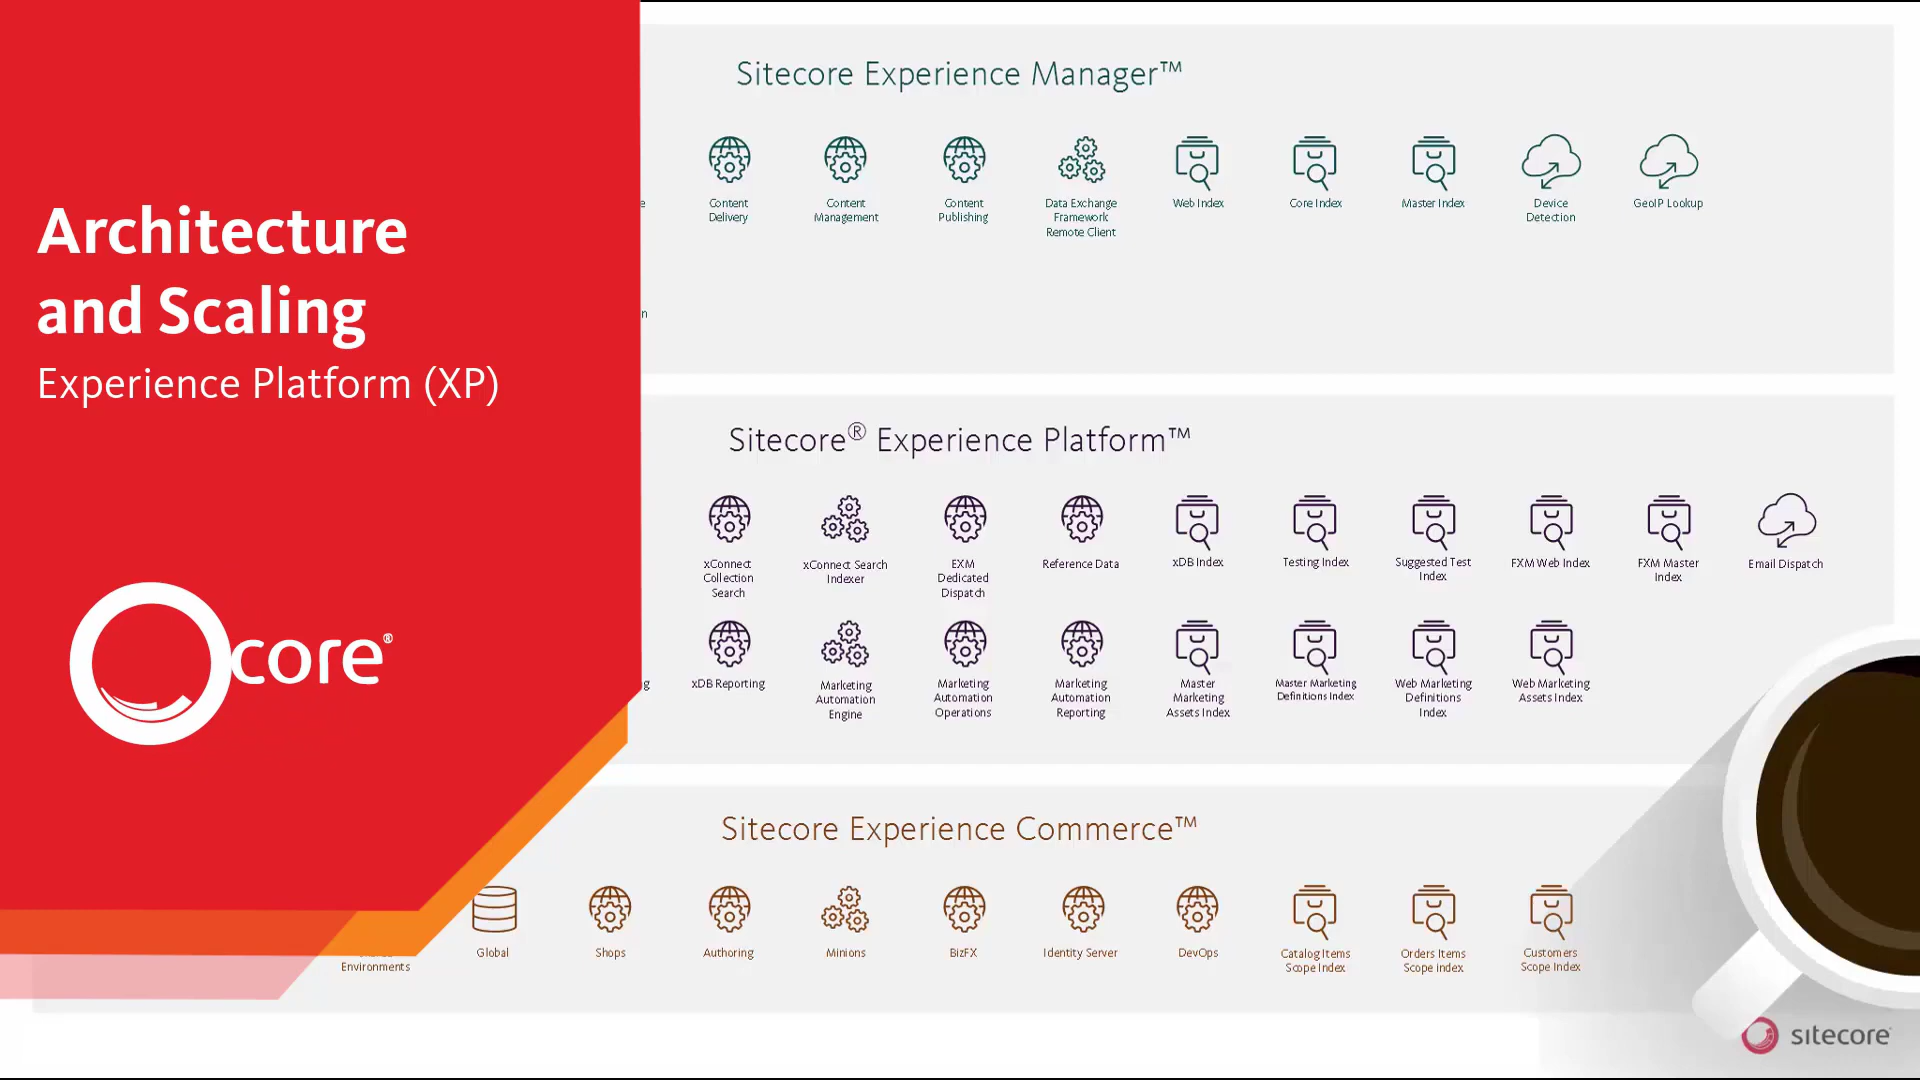 Architecture
and Scaling
Experience Platform (XP)
core®
Sitecore Experience Manager™
Content
Delivery
Content
Management
Content
Publishing
Data Exchange
Framework
Remote Client
Web Index
Core Index
Master Index
Device
Detection
GeoIP Lookup
Sitecore® Experience Platform™
xConnect
Collection
Search
xConnect Search
Indexer
EXM
Dedicated
Dispatch
Reference Data
xDB Index
Testing Index
Suggested Test
Index
FXM Web Index
FXM Master
Index
Email Dispatch
xDB Reporting
Marketing
Automation
Engine
Marketing
Automation
Operations
Marketing
Automation
Reporting
Master
Marketing
Assets Index
Master Marketing
Definitions Index
Web Marketing
Definitions
Index
Web Marketing
Assets Index
Sitecore Experience Commerce™
Environments
Global
Shops
Authoring
Minions
BizFX
Identity Server
DevOps
Catalog Items
Scope Index
Orders Items
Scope index
Customers
Scope Index
sitecore